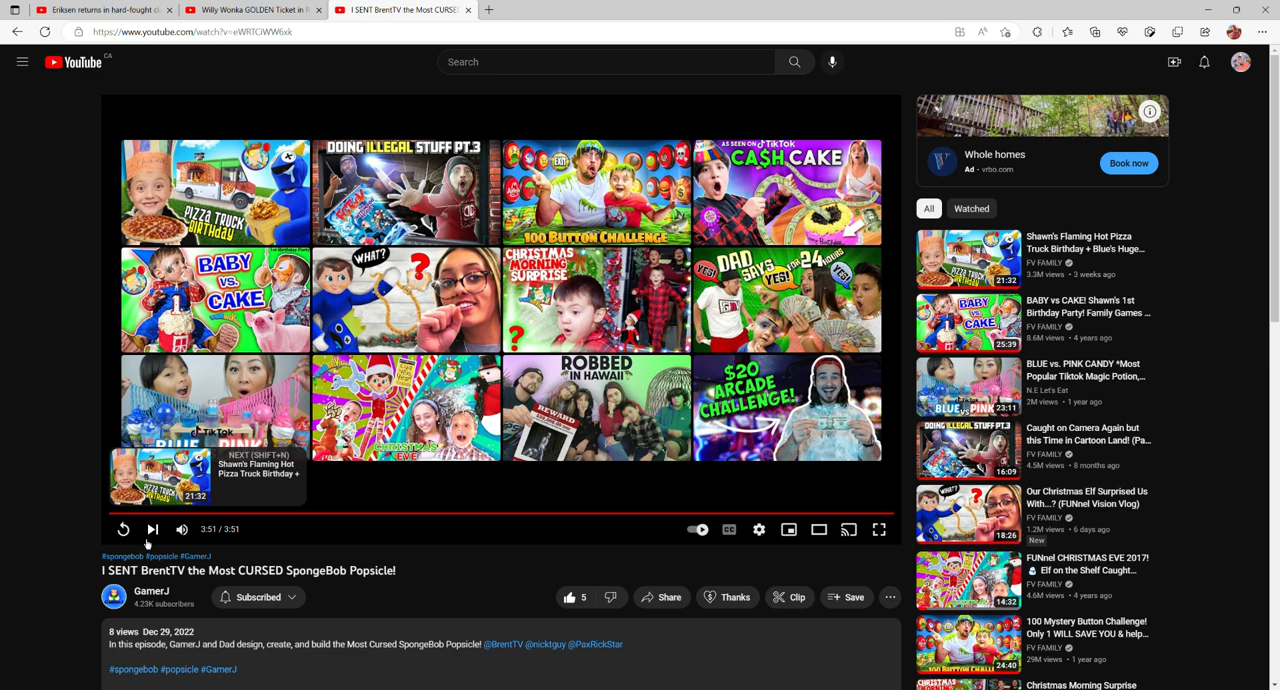 Eriksen returns in hard-fought cl
Willy Wonka GOLDEN Ticket in R
I SENT BrentTV the Most CURSE
https://www.youtube.com/watch?v=eWRTCiWW6xk
YouTube CA
Search
PIZZA TRUCK BIRTHDAY
DOING ILLEGAL STUFF PT.3
EXIT
100 BUTTON CHALLENGE
AS SEEN ON TikTok
CA$H CAKE
1st Birthday Party!
BABY VS. CAKE
WHAT?
?
CHRISTMAS MORNING SURPRISE
?
DAD SAYS YES! FOR 24 HOURS
YES!
YES!
TikTok
BLUE VS PINK
CHRISTMAS EVE
ROBBED IN HAWAII
REWARD
$20 ARCADE CHALLENGE!
NEXT (SHIFT+N)
Shawn's Flaming Hot
Pizza Truck Birthday +
21:32
3:51 / 3:51
CC
#spongebob #popsicle #GamerJ
I SENT BrentTV the Most CURSED SpongeBob Popsicle!
GamerJ
4.23K subscribers
Subscribed
5
Share
Thanks
Clip
Save
8 views Dec 29, 2022
In this episode, GamerJ and Dad design, create, and build the Most Cursed SpongeBob Popsicle! @BrentTV @nicktguy @PaxRickStar
#spongebob #popsicle #GamerJ
Whole homes
Ad · vrbo.com
Book now
All
Watched
Shawn's Flaming Hot Pizza
Truck Birthday + Blue's Huge...
FV FAMILY
3.3M views · 3 weeks ago
21:32
BABY vs CAKE! Shawn's 1st
Birthday Party! Family Games ...
FV FAMILY
8.6M views · 4 years ago
25:39
BLUE vs. PINK CANDY *Most
Popular Tiktok Magic Potion,...
N.E Let's Eat
2M views · 1 year ago
23:11
Caught on Camera Again but
this Time in Cartoon Land! (Pa...
FV FAMILY
4.5M views · 8 months ago
16:09
Our Christmas Elf Surprised Us
With...? (FUNnel Vision Vlog)
FV FAMILY
1.2M views · 6 days ago
New
18:26
FUNnel CHRISTMAS EVE 2017!
Elf on the Shelf Caught...
FV FAMILY
4.6M views · 4 years ago
14:32
100 Mystery Button Challenge!
Only 1 WILL SAVE YOU & help...
FV FAMILY
29M views · 1 year ago
24:40
Christmas Morning Surprise